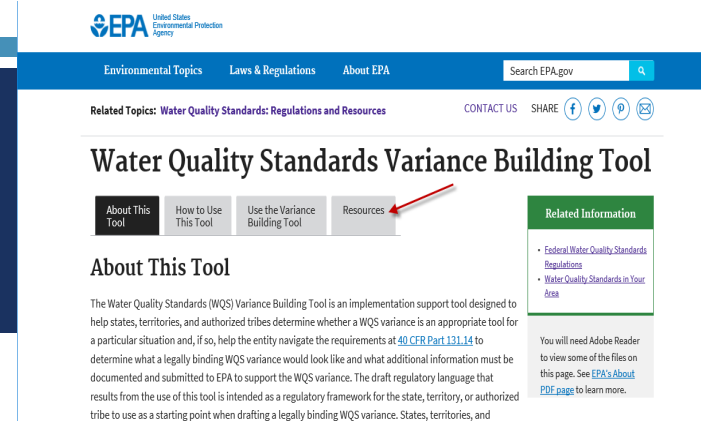 EPA
United States
Environmental Protection
Agency
Environmental Topics Laws & Regulations About EPA Search EPA.gov
Related Topics: Water Quality Standards: Regulations and Resources CONTACT US SHARE
Water Quality Standards Variance Building Tool
About This
Tool
How to Use
This Tool
Use the Variance
Building Tool
Resources
About This Tool
The Water Quality Standards (WQS) Variance Building Tool is an implementation support tool designed to
help states, territories, and authorized tribes determine whether a WQS variance is an appropriate tool for
a particular situation and, if so, help the entity navigate the requirements at 40 CFR Part 131.14 to
determine what a legally binding WQS variance would look like and what additional information must be
documented and submitted to EPA to support the WQS variance. The draft regulatory language that
results from the use of this tool is intended as a regulatory framework for the state, territory, or authorized
tribe to use as a starting point when drafting a legally binding WQS variance. States, territories, and
Related Information
• Federal Water Quality Standards
Regulations
• Water Quality Standards in Your
Area
You will need Adobe Reader
to view some of the files on
this page. See EPA's About
PDF page to learn more.